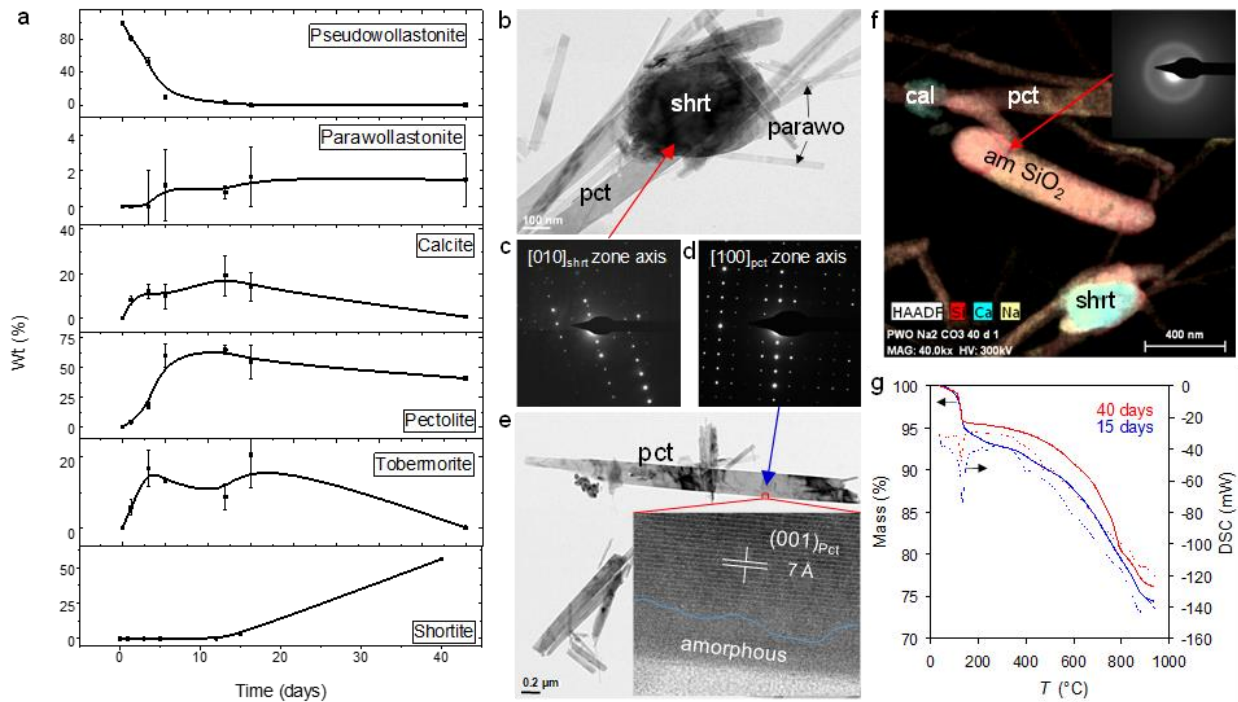 a
Wt (%)
Pseudowollastonite
80
40
0
Parawollastonite
4
2
0
Calcite
40
20
0
75
50
25
0
Pectolite
Tobermorite
20
0
50
25
0
Shortite
0
10
20
30
40
Time (days)
b
shrt
parawo
pct
100 nm
c
[010]shrt zone axis
d
[100]pct zone axis
e
pct
(001)Pct
7 A
amorphous
0.2 µm
f
cal
pct
am SiO2
shrt
HAADF Ca Na
PWO Na2 CO3 40 d 1
MAG: 40.0kx HV: 300kV
400 nm
g
40 days
15 days
Mass (%)
100
95
90
85
80
75
70
0
-20
-40
-60
-80
-100
-120
-140
-160
DSC (mW)
0 200 400 600 800 1000
T (°C)